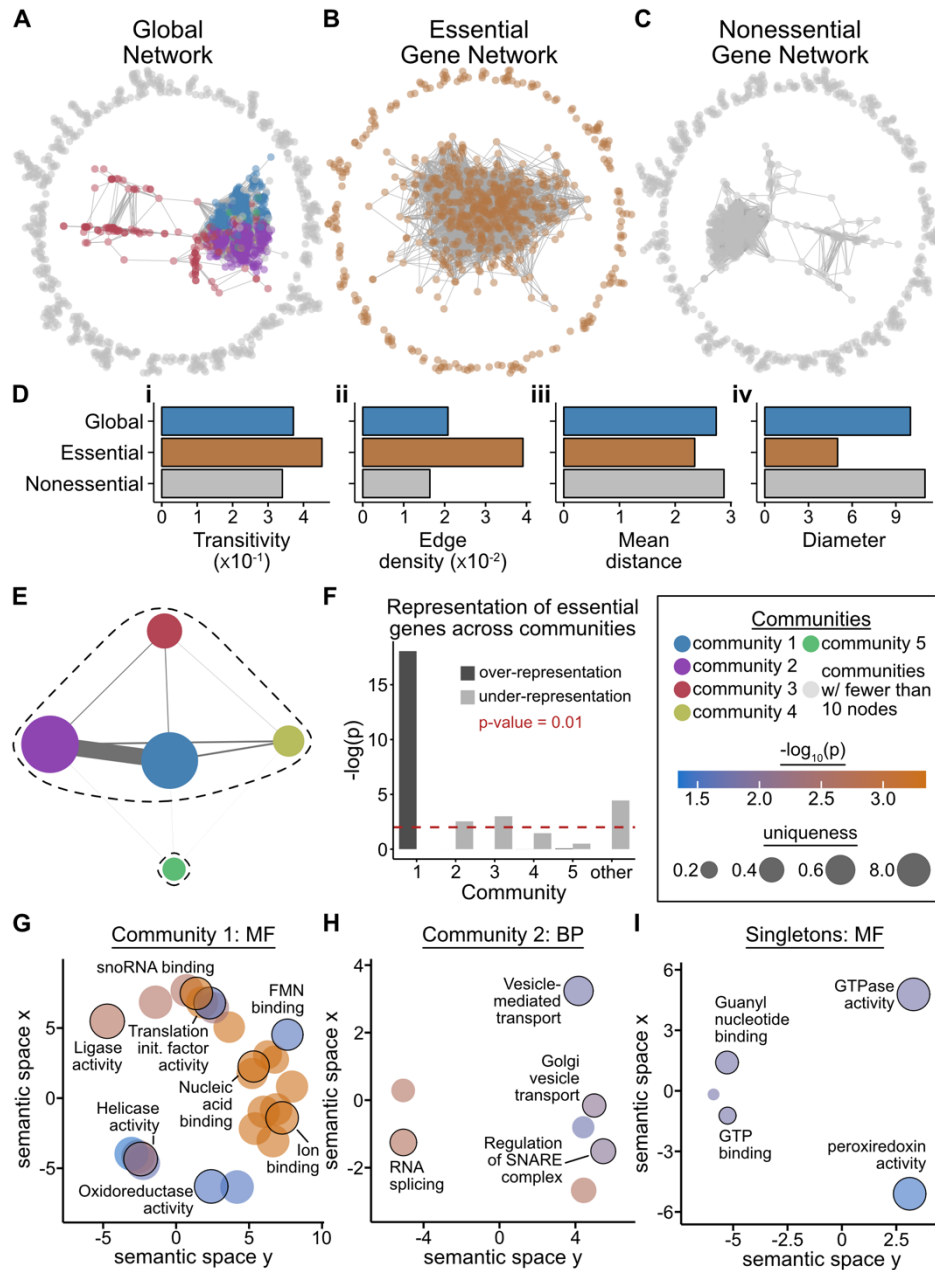 A
Global
Network
B
Essential
Gene Network
C
Nonessential
Gene Network
D
i
ii
iii
iv
Global
Essential
Nonessential
0 1 2 3 4
Transitivity
(x10-1)
0 1 2 3 4
Edge
density (x10-2)
0 1 2 3
Mean
distance
0 3 6 9
Diameter
E
F
Representation of essential
genes across communities
over-representation
under-representation
p-value = 0.01
-log(p)
15
10
5
0
1 2 3 4 5 other
Community
Communities
community 1
community 2
community 3
community 4
community 5
communities
w/ fewer than
10 nodes
-log10(p)
1.5 2.0 2.5 3.0
uniqueness
0.2 0.4 0.6 8.0
G
Community 1: MF
snoRNA binding
FMN
binding
Ligase
activity
Translation
init. factor
activity
Nucleic
acid
binding
Helicase
activity
Ion
binding
Oxidoreductase
activity
semantic space x
5
0
-5
-5 0 5 10
semantic space y
H
Community 2: BP
Vesicle-
mediated
transport
Golgi
vesicle
transport
RNA
splicing
Regulation
of SNARE
complex
semantic space x
4
2
0
-2
-4 0 4
semantic space y
I
Singletons: MF
GTPase
activity
Guanyl
nucleotide
binding
GTP
binding
peroxiredoxin
activity
semantic space x
6
3
0
-3
-6
-5 -2.5 0 2.5
semantic space y